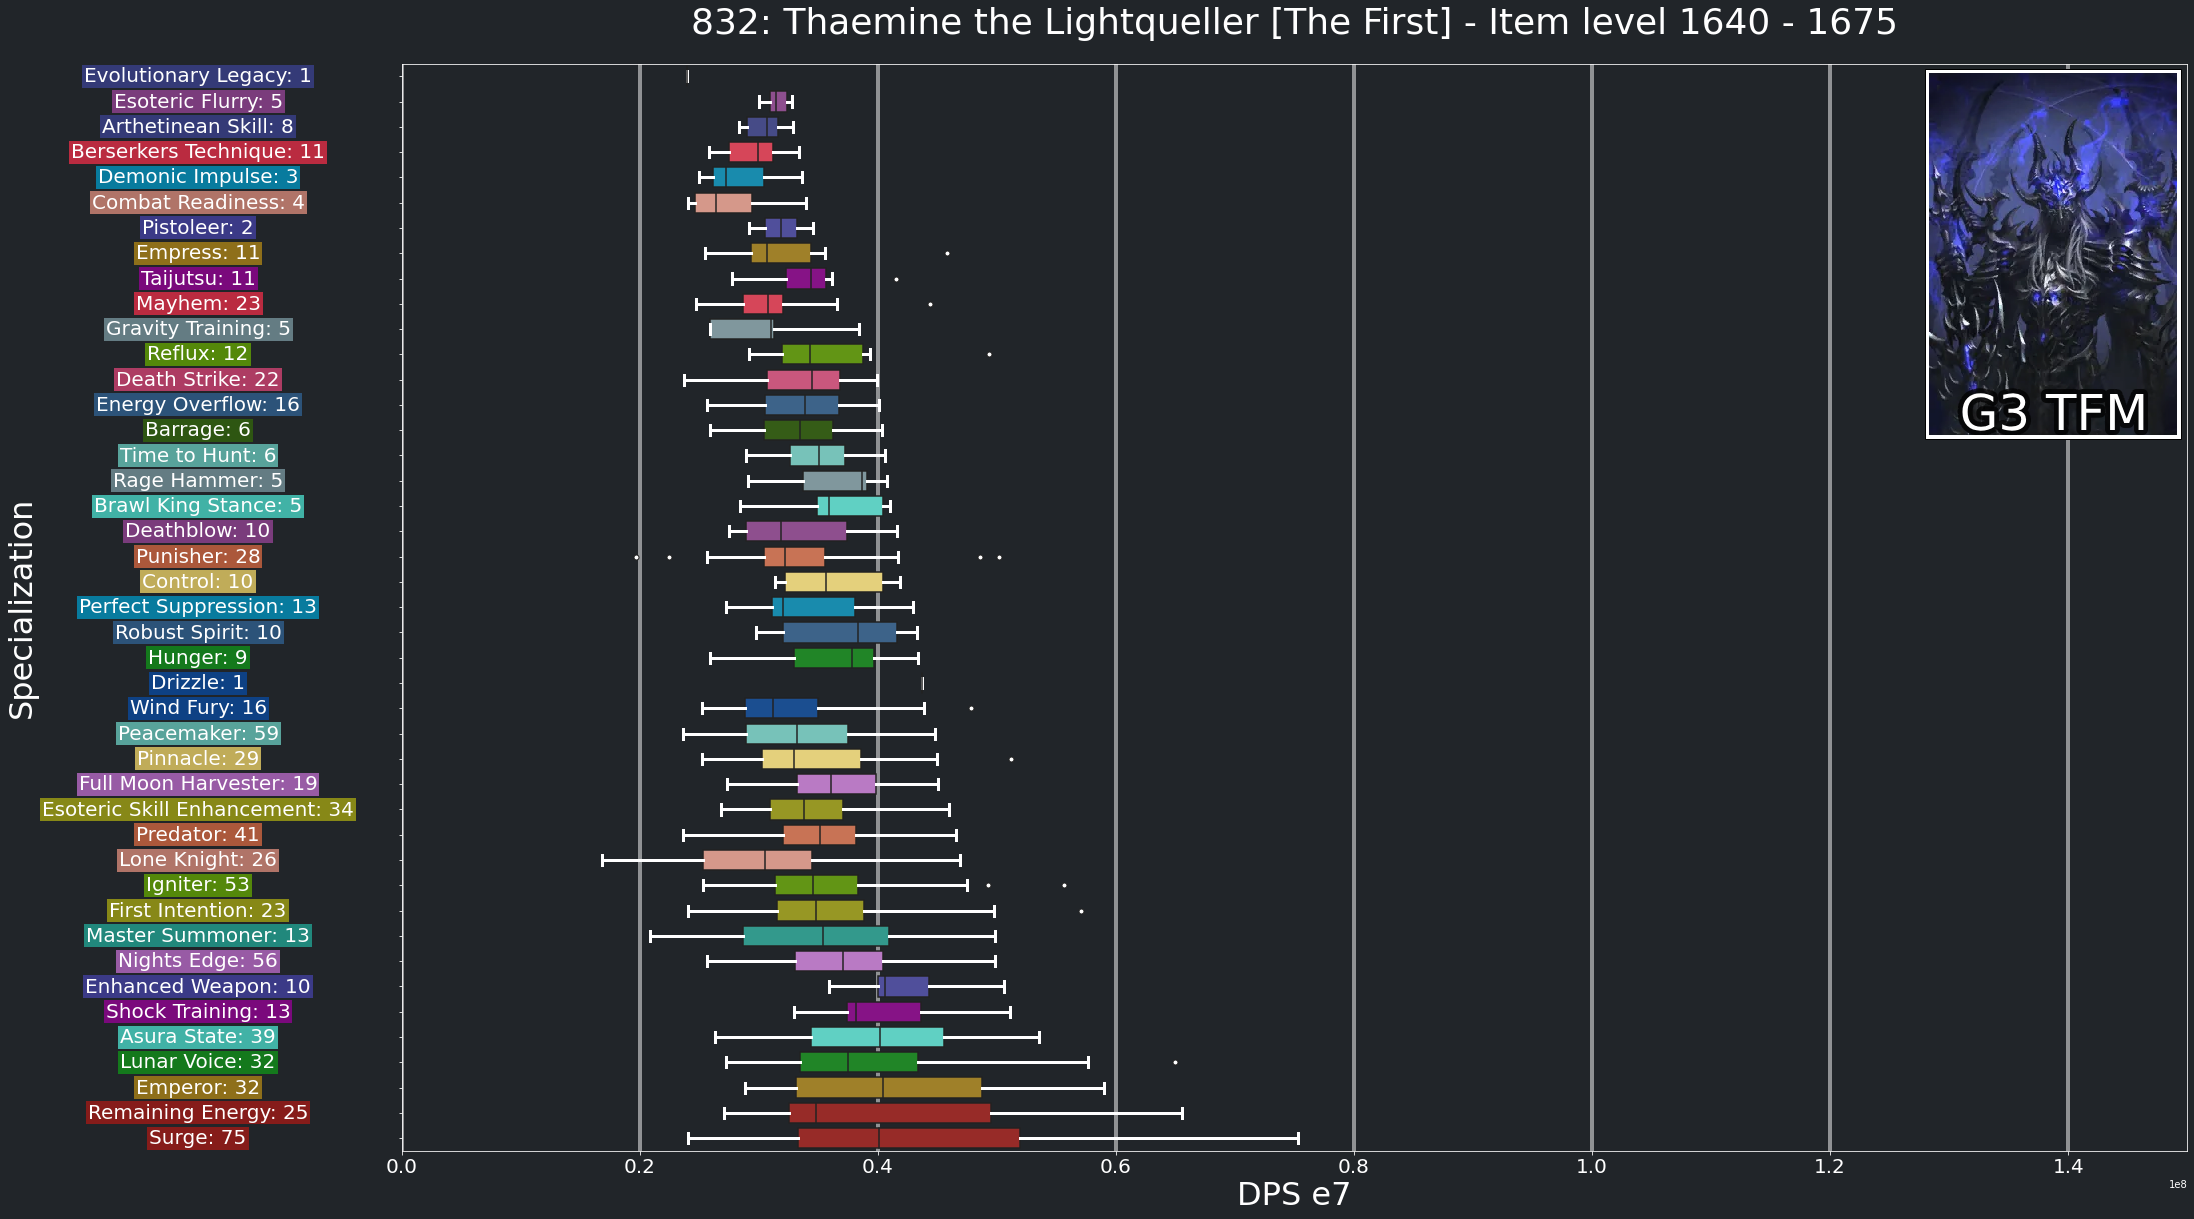 832: Thaemine the Lightqueller [The First] - Item level 1640 - 1675
Evolutionary Legacy: 1
Esoteric Flurry: 5
Arthetinean Skill: 8
Berserkers Technique: 11
Demonic Impulse: 3
Combat Readiness: 4
Pistoleer: 2
Empress: 11
Taijutsu: 11
Mayhem: 23
Gravity Training: 5
Reflux: 12
Death Strike: 22
Energy Overflow: 16
Barrage: 6
Time to Hunt: 6
Rage Hammer: 5
Brawl King Stance: 5
Deathblow: 10
Punisher: 28
Control: 10
Perfect Suppression: 13
Robust Spirit: 10
Hunger: 9
Drizzle: 1
Wind Fury: 16
Peacemaker: 59
Pinnacle: 29
Full Moon Harvester: 19
Esoteric Skill Enhancement: 34
Predator: 41
Lone Knight: 26
Igniter: 53
First Intention: 23
Master Summoner: 13
Nights Edge: 56
Enhanced Weapon: 10
Shock Training: 13
Asura State: 39
Lunar Voice: 32
Emperor: 32
Remaining Energy: 25
Surge: 75
Specialization
G3 TFM
0.0 0.2 0.4 0.6 0.8 1.0 1.2 1.4
1e8
DPS e7